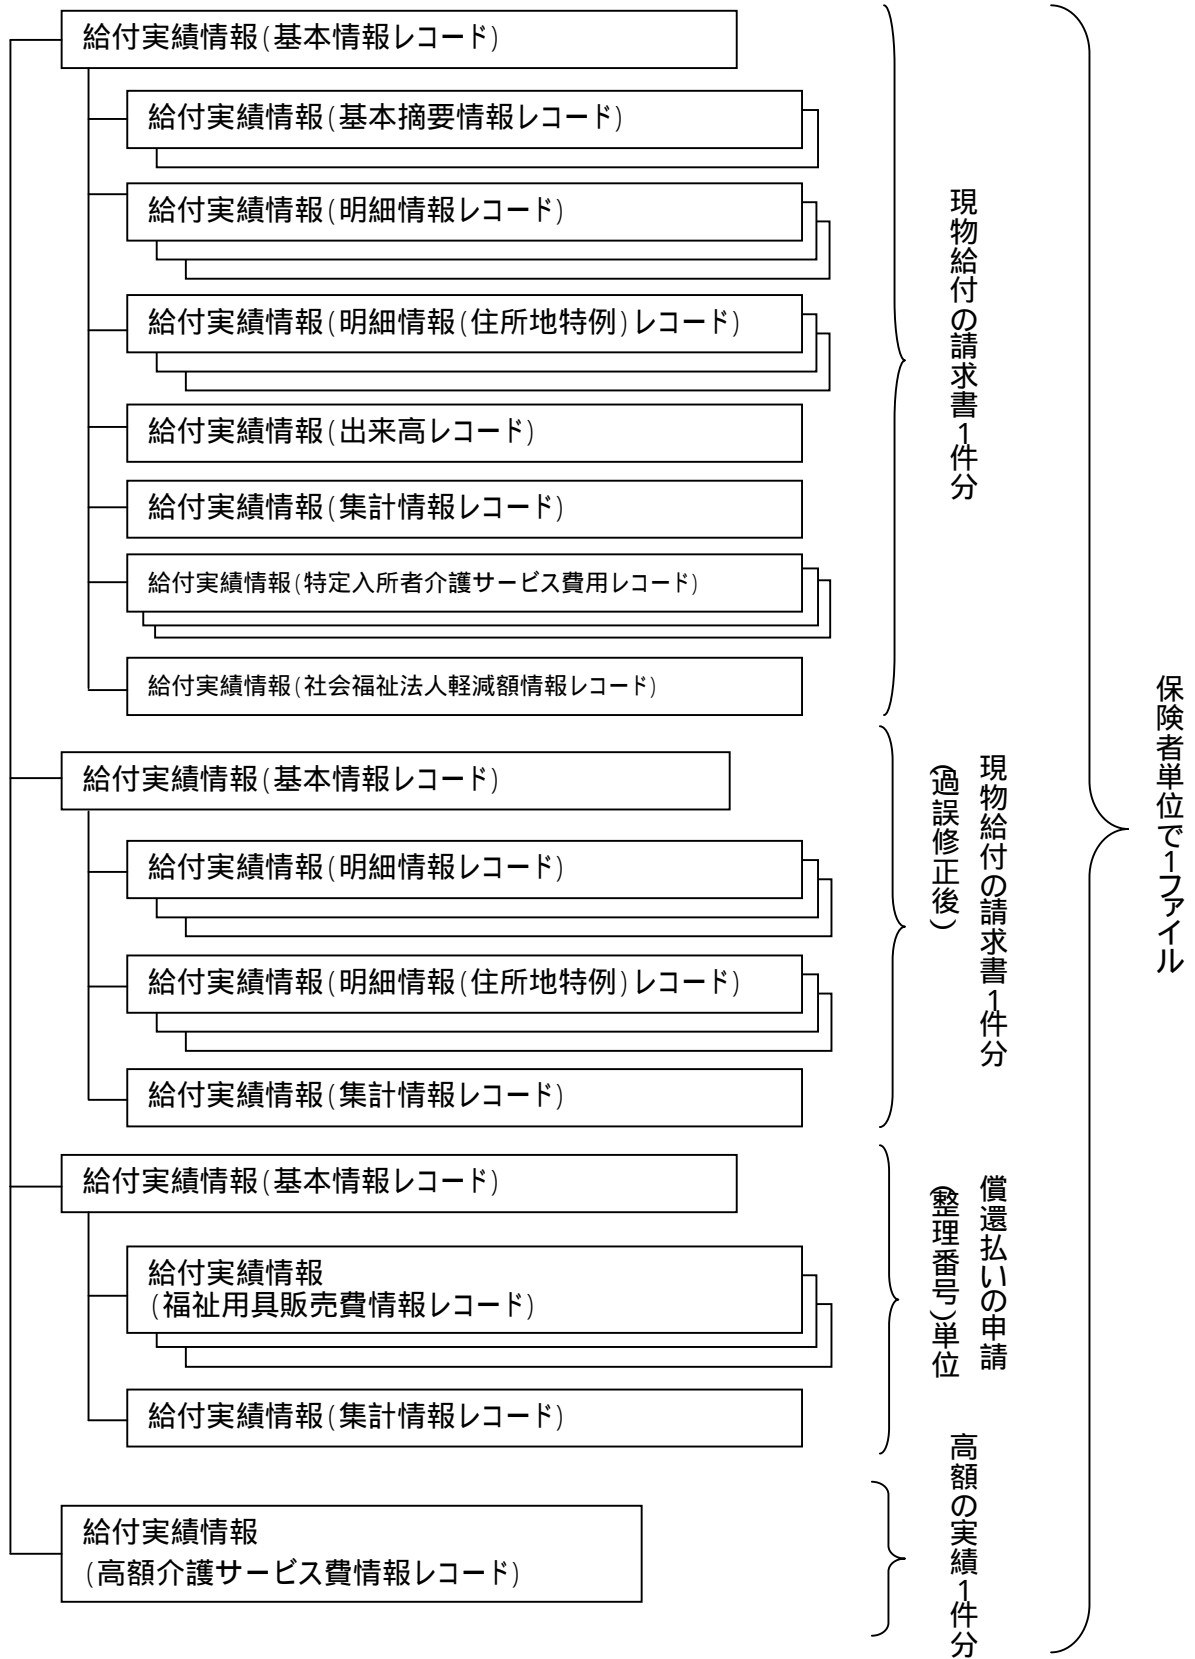 給付実績情報(基本情報レコード)
給付実績情報(基本摘要情報レコード)
給付実績情報(明細情報レコード)
給付実績情報(明細情報(住所地特例)レコード)
給付実績情報(出来高レコード)
給付実績情報(集計情報レコード)
給付実績情報(特定入所者介護サービス費用レコード)
給付実績情報(社会福祉法人軽減額情報レコード)
現物給付の請求書1件分
給付実績情報(基本情報レコード)
給付実績情報(明細情報レコード)
給付実績情報(明細情報(住所地特例)レコード)
給付実績情報(集計情報レコード)
現物給付の請求書1件分
(過誤修正後)
給付実績情報(基本情報レコード)
給付実績情報
(福祉用具販売費情報レコード)
給付実績情報(集計情報レコード)
償還払いの申請
(整理番号)単位
給付実績情報
(高額介護サービス費情報レコード)
高額の実績1件分
保険者単位で1ファイル